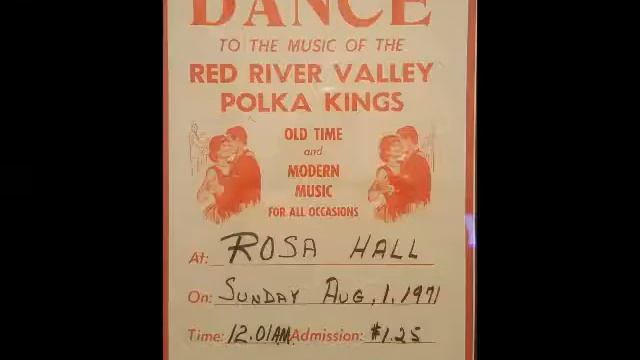 DANCE
TO THE MUSIC OF THE
RED RIVER VALLEY
POLKA KINGS
OLD TIME
and
MODERN
MUSIC
FOR ALL OCCASIONS
At: ROSA HALL
On: SUNDAY AUG, 1, 1971
Time: 12.01AM Admission: $1.25